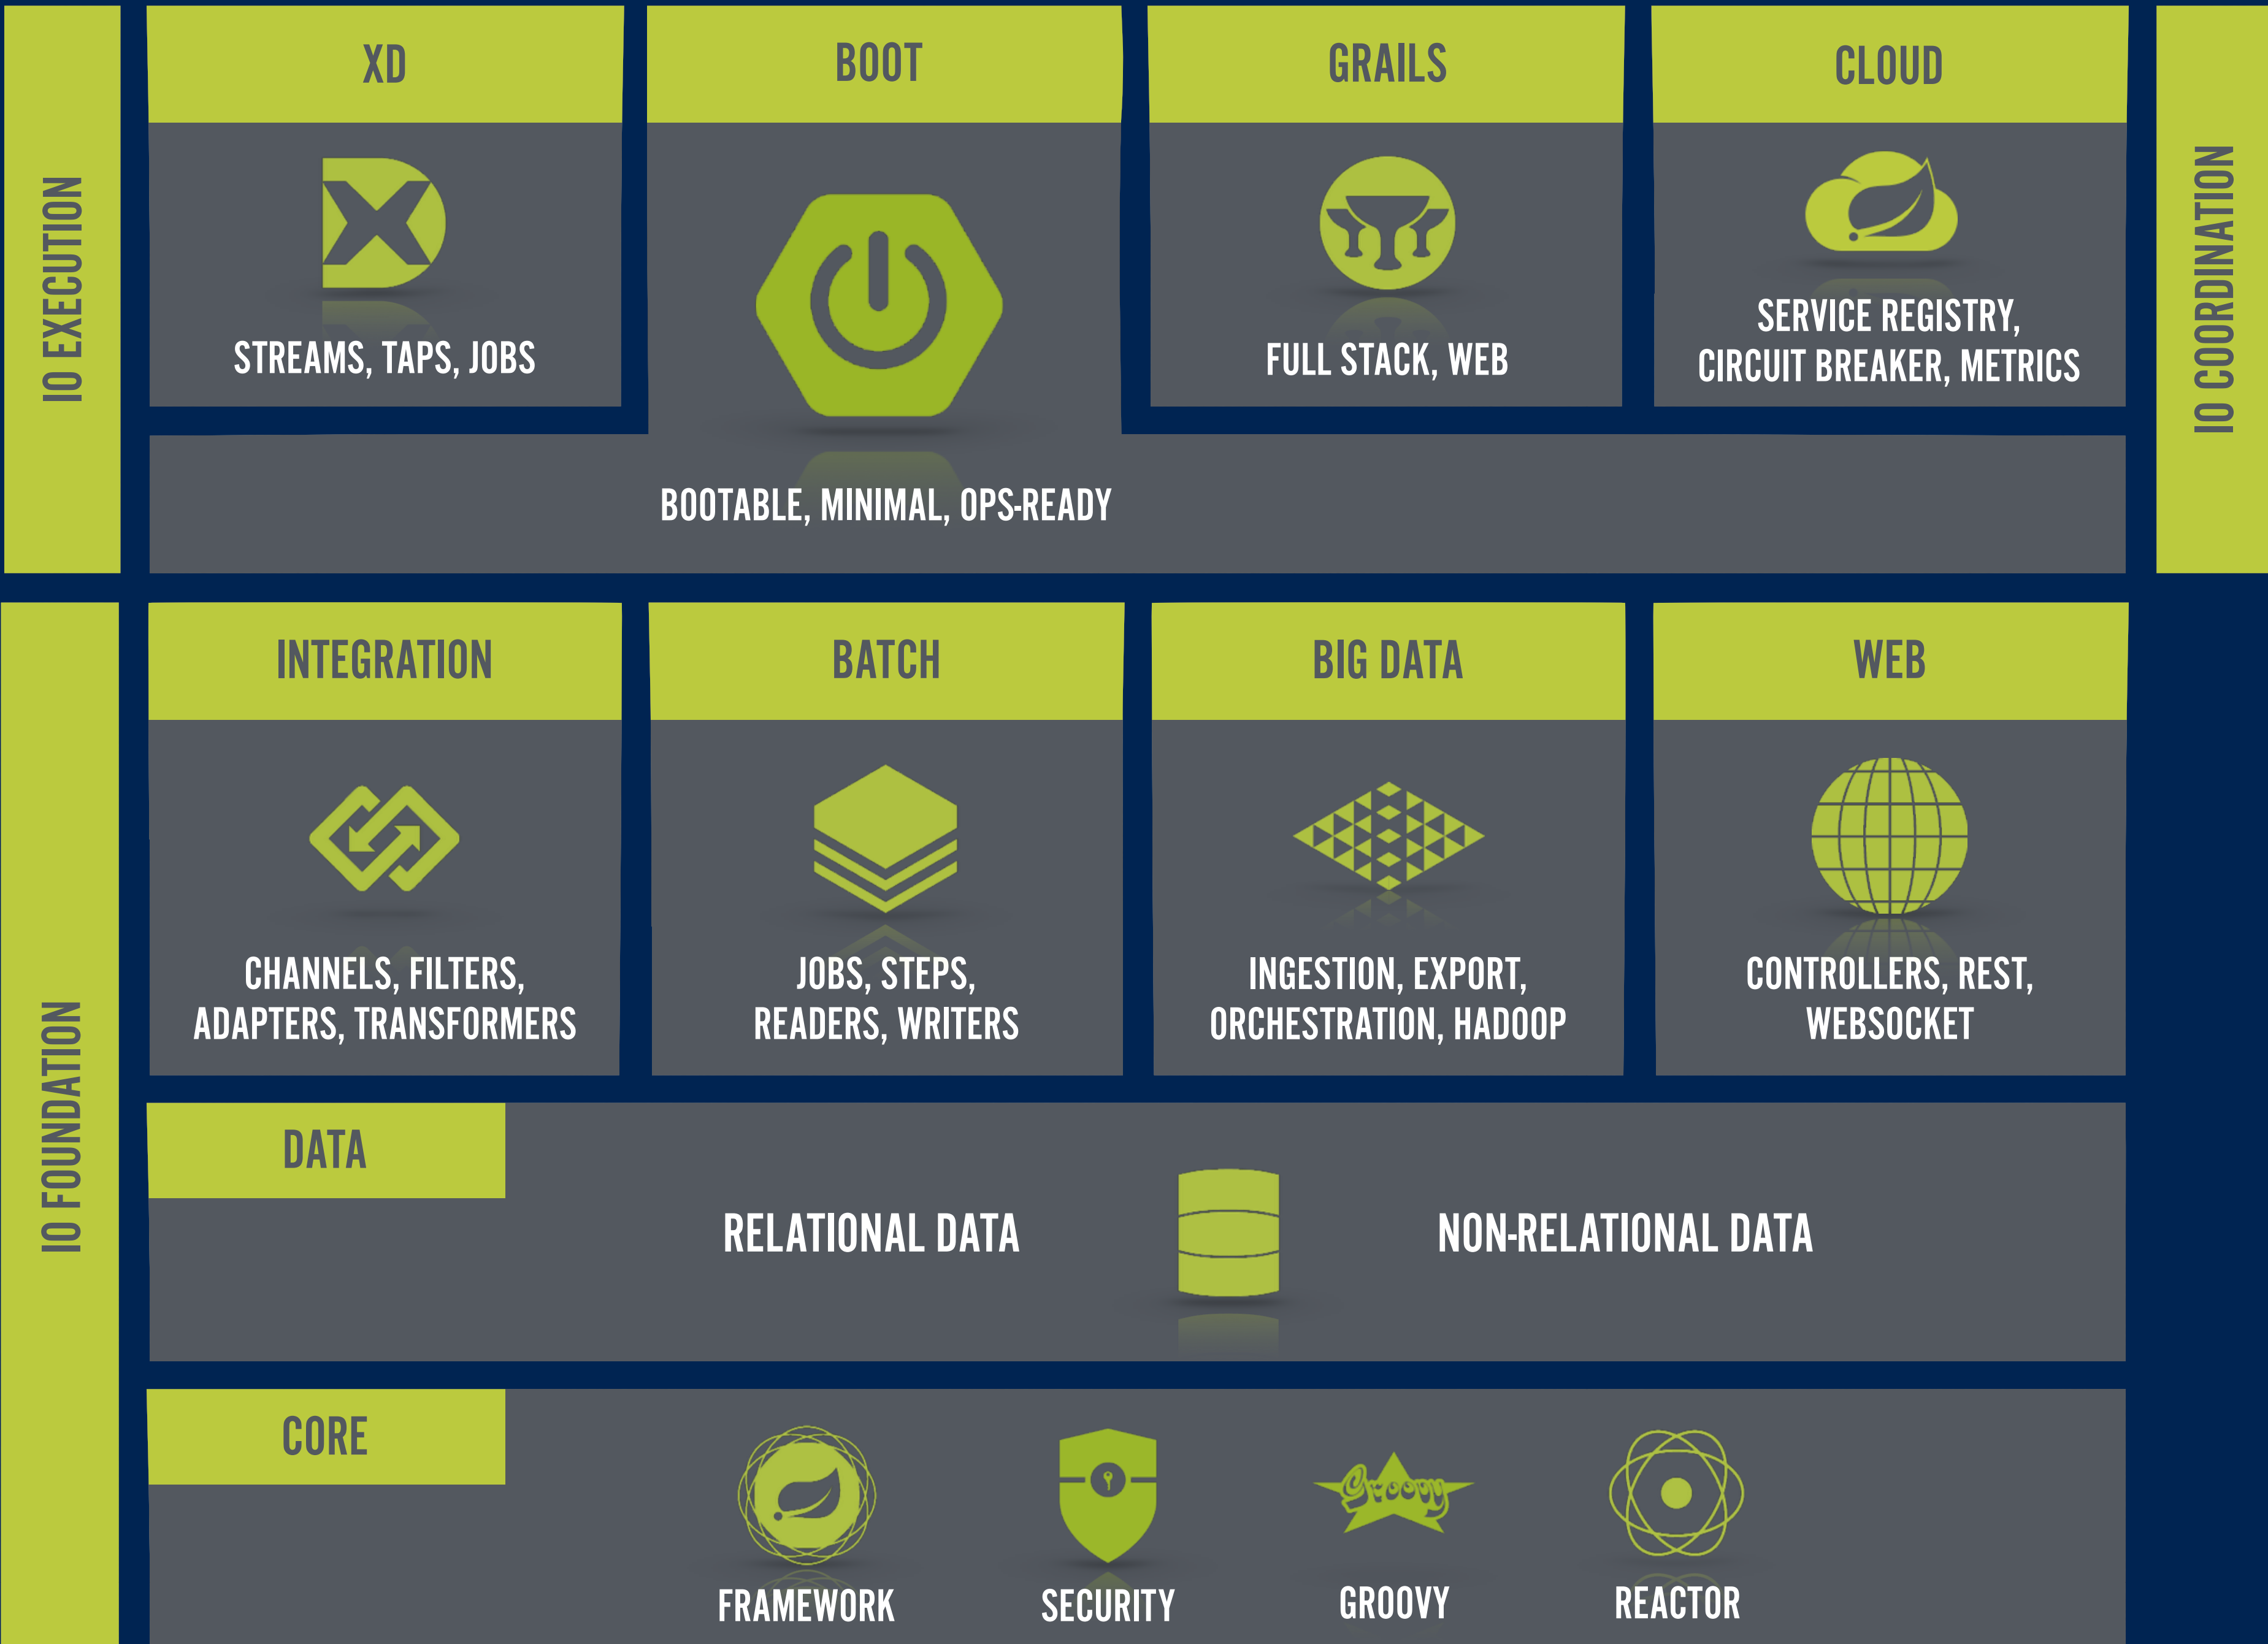 IO EXECUTION
XD
STREAMS, TAPS, JOBS
BOOT
BOOTABLE, MINIMAL, OPS-READY
GRAILS
FULL STACK, WEB
CLOUD
SERVICE REGISTRY,
CIRCUIT BREAKER, METRICS
IO COORDINATION
IO FOUNDATION
INTEGRATION
CHANNELS, FILTERS,
ADAPTERS, TRANSFORMERS
BATCH
JOBS, STEPS,
READERS, WRITERS
BIG DATA
INGESTION, EXPORT,
ORCHESTRATION, HADOOP
WEB
CONTROLLERS, REST,
WEBSOCKET
DATA
RELATIONAL DATA
NON-RELATIONAL DATA
CORE
FRAMEWORK
SECURITY
Groovy
GROOVY
REACTOR